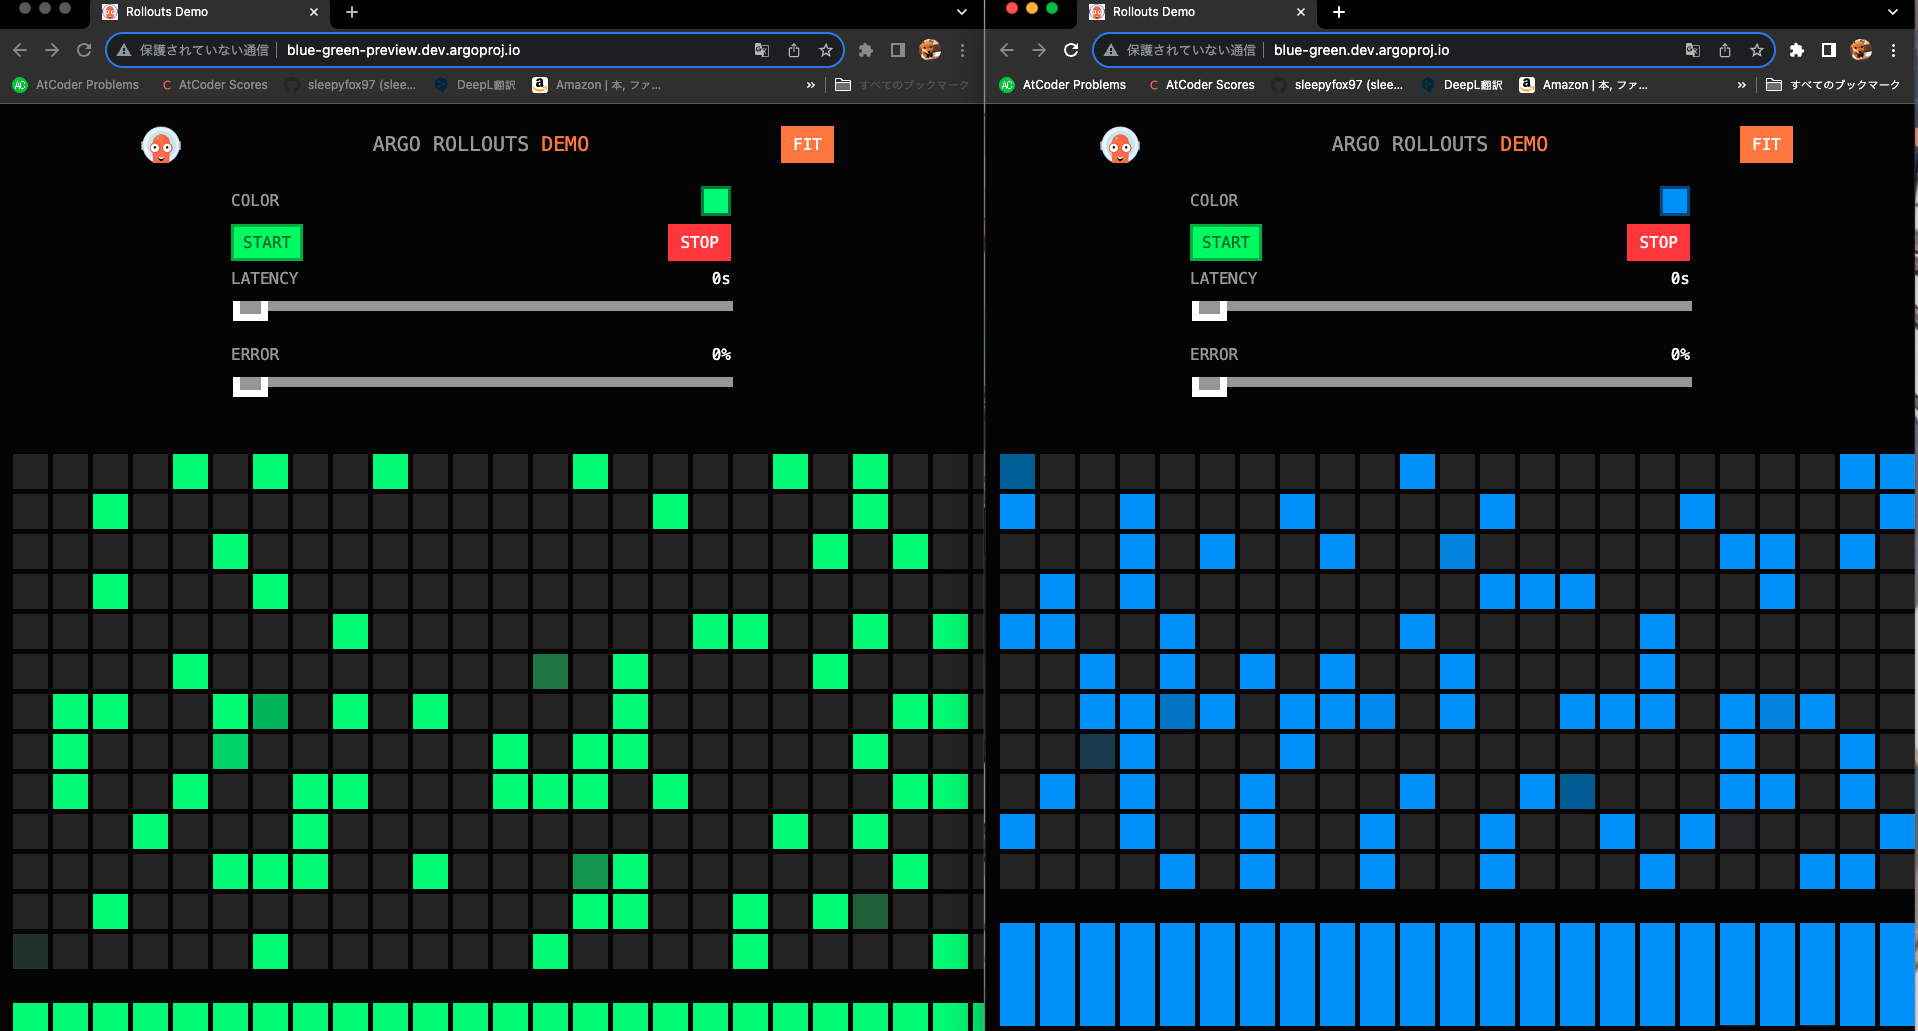 Rollouts Demo
保護されていない通信
blue-green-preview.dev.argoproj.io
AC
AtCoder Problems
C
AtCoder Scores
sleepyfox97 (slee...
DeepL翻訳
a
Amazon | 本, ファ...
»
すべてのブックマーク
ARGO ROLLOUTS DEMO
FIT
COLOR
START
STOP
LATENCY
0s
ERROR
0%
Rollouts Demo
保護されていない通信
blue-green.dev.argoproj.io
AC
AtCoder Problems
C
AtCoder Scores
sleepyfox97 (slee...
DeepL翻訳
a
Amazon | 本, ファ...
»
すべてのブックマーク
ARGO ROLLOUTS DEMO
FIT
COLOR
START
STOP
LATENCY
0s
ERROR
0%